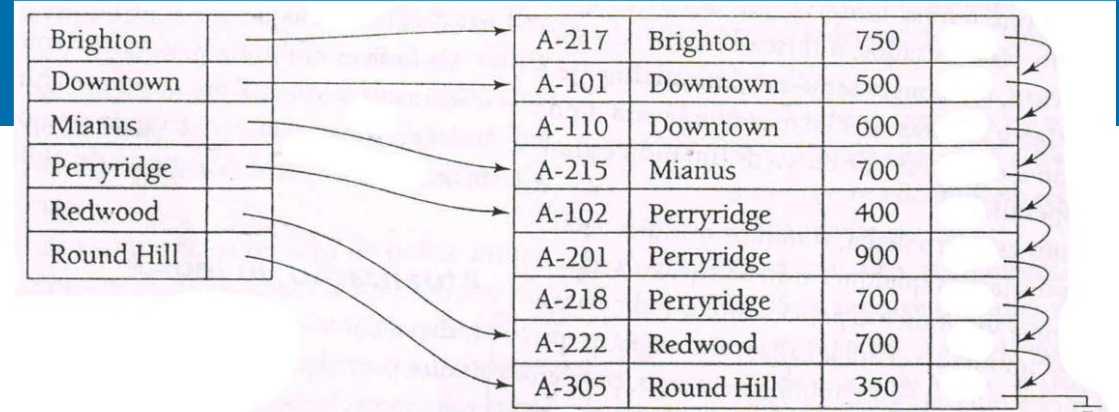 Brighton
Downtown
Mianus
Perryridge
Redwood
Round Hill
A-217 Brighton 750
A-101 Downtown 500
A-110 Downtown 600
A-215 Mianus 700
A-102 Perryridge 400
A-201 Perryridge 900
A-218 Perryridge 700
A-222 Redwood 700
A-305 Round Hill 350